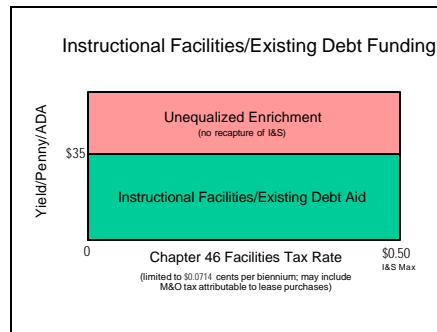 Instructional Facilities/Existing Debt Funding
Yield/Penny/ADA
Unequalized Enrichment
(no recapture of I&S)
$35
Instructional Facilities/Existing Debt Aid
0
$0.50
I&S Max
Chapter 46 Facilities Tax Rate
(limited to $0.0714 cents per biennium; may include
M&O tax attributable to lease purchases)